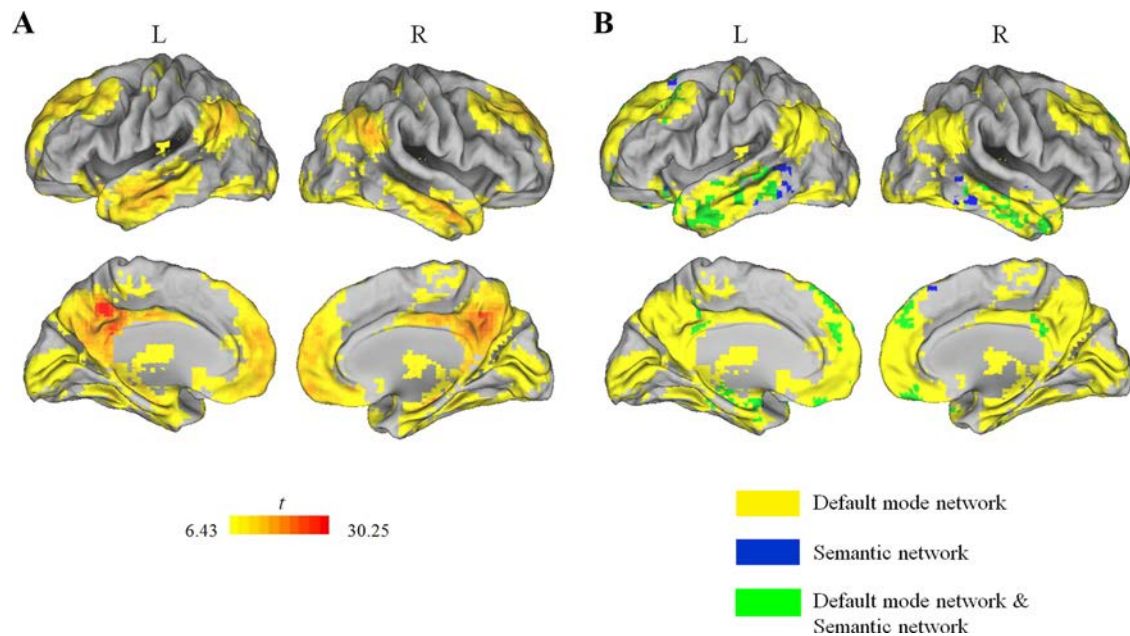 A
L
R
B
L
R
t
6.43
30.25
Default mode network
Semantic network
Default mode network &
Semantic network